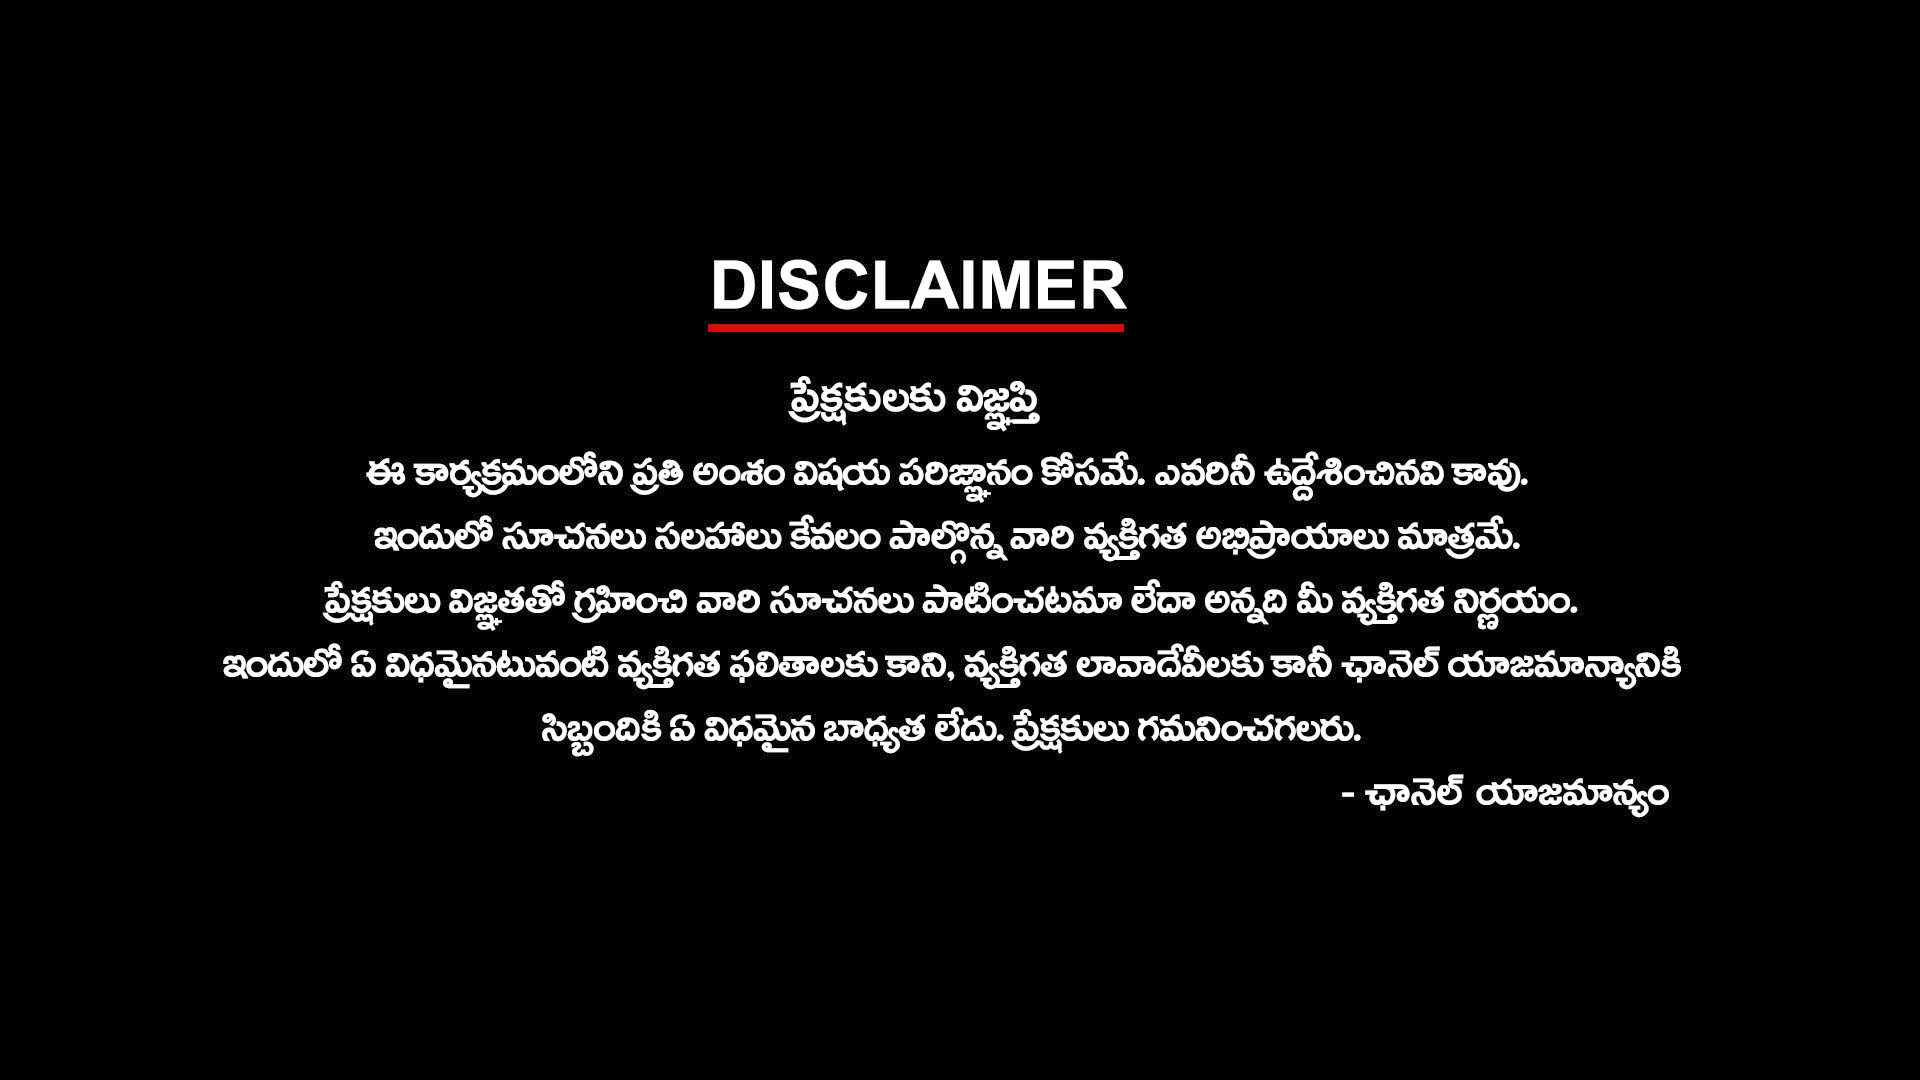 DISCLAIMER
ప్రేక్షకులకు విజ్ఞప్తి
ఈ కార్యక్రమంలోని ప్రతి అంశం విషయ పరిజ్ఞానం కోసమే. ఎవరినీ ఉద్దేశించినవి కావు.
ఇందులో సూచనలు సలహాలు కేవలం పాల్గొన్న వారి వ్యక్తిగత అభిప్రాయాలు మాత్రమే.
ప్రేక్షకులు విజ్ఞతతో గ్రహించి వారి సూచనలు పాటించటమా లేదా అన్నది మీ వ్యక్తిగత నిర్ణయం.
ఇందులో ఏ విధమైనటువంటి వ్యక్తిగత ఫలితాలకు కాని, వ్యక్తిగత లావాదేవీలకు కానీ ఛానెల్ యాజమాన్యానికి
సిబ్బందికి ఏ విధమైన బాధ్యత లేదు. ప్రేక్షకులు గమనించగలరు.
- ఛానెల్ యాజమాన్యం